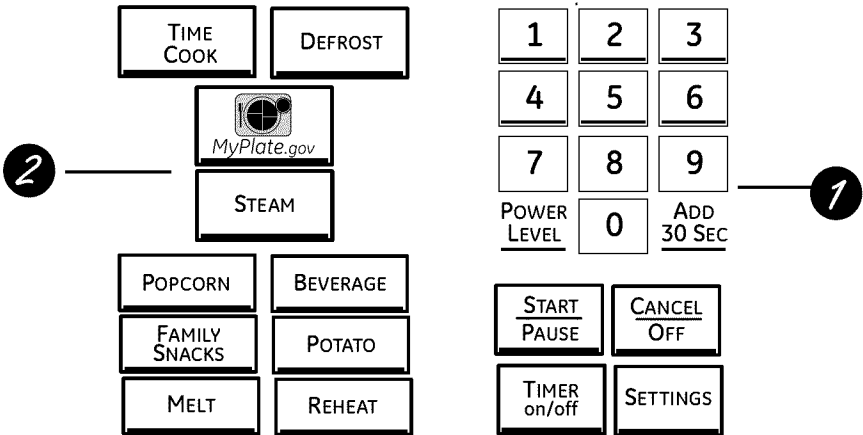 TIME
COOK
DEFROST
MyPlate.gov
STEAM
2
POPCORN
BEVERAGE
FAMILY
SNACKS
POTATO
MELT
REHEAT
1 2 3
4 5 6
7 8 9
POWER
LEVEL
0
ADD
30 SEC
1
START
PAUSE
CANCEL
OFF
TIMER
on/off
SETTINGS